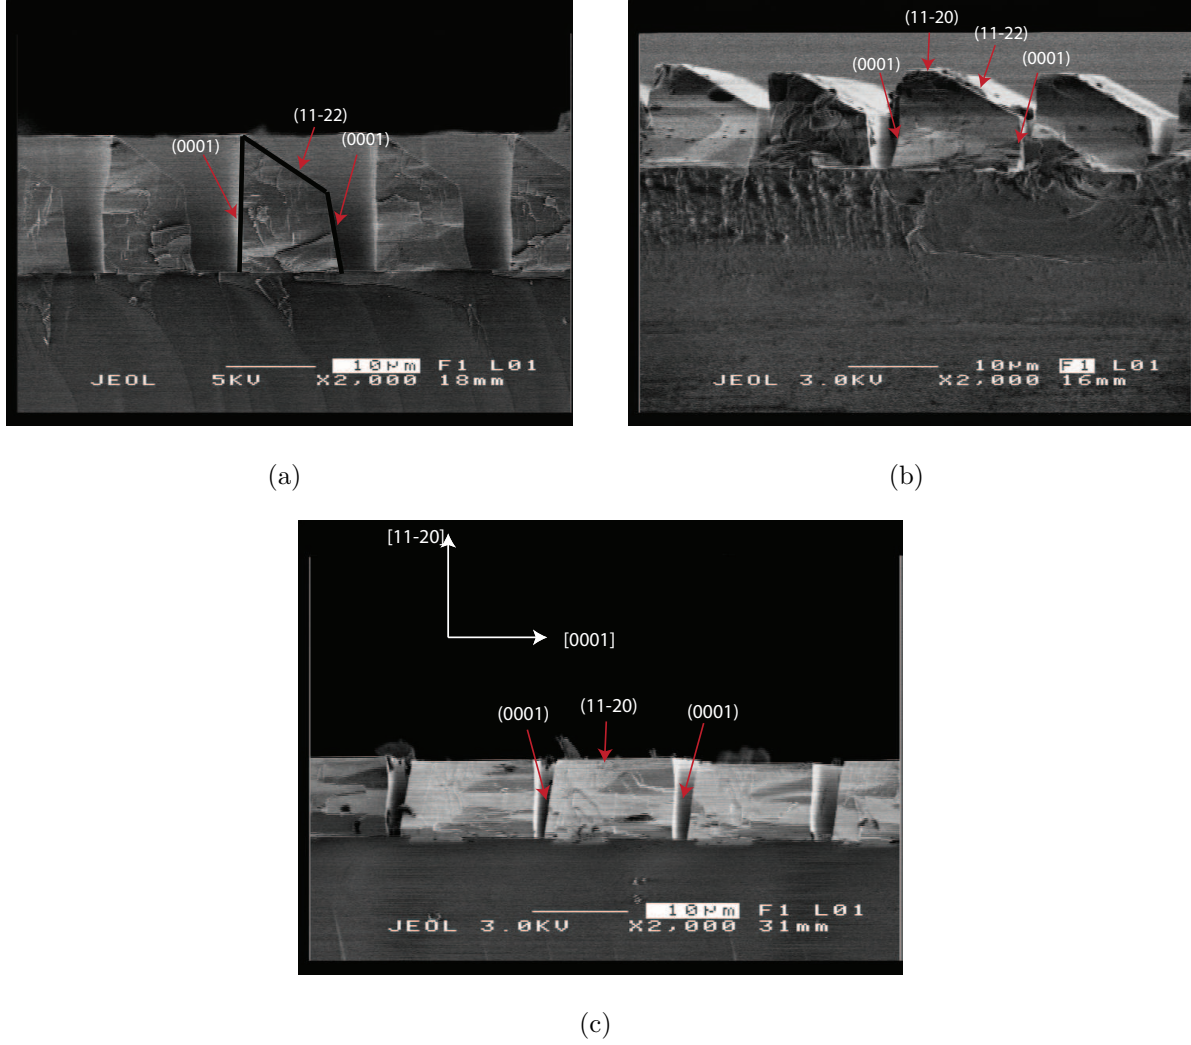 (11-22)
(0001)
(0001)
10µm F1 L01
JEOL 5KV X2,000 18mm
(a)
(11-20)
(11-22)
(0001)
(0001)
10µm F1 L01
JEOL 3.0KV X2,000 16mm
(b)
[11-20]
[0001]
(0001)
(11-20)
(0001)
10µm F1 L01
JEOL 3.0KV X2,000 31mm
(c)